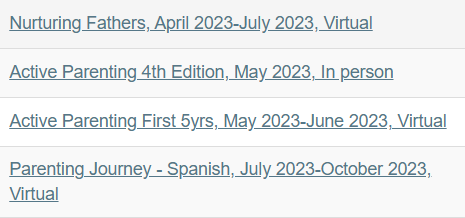 Nurturing Fathers, April 2023-July 2023, Virtual
Active Parenting 4th Edition, May 2023, In person
Active Parenting First 5yrs, May 2023-June 2023, Virtual
Parenting Journey - Spanish, July 2023-October 2023,
Virtual